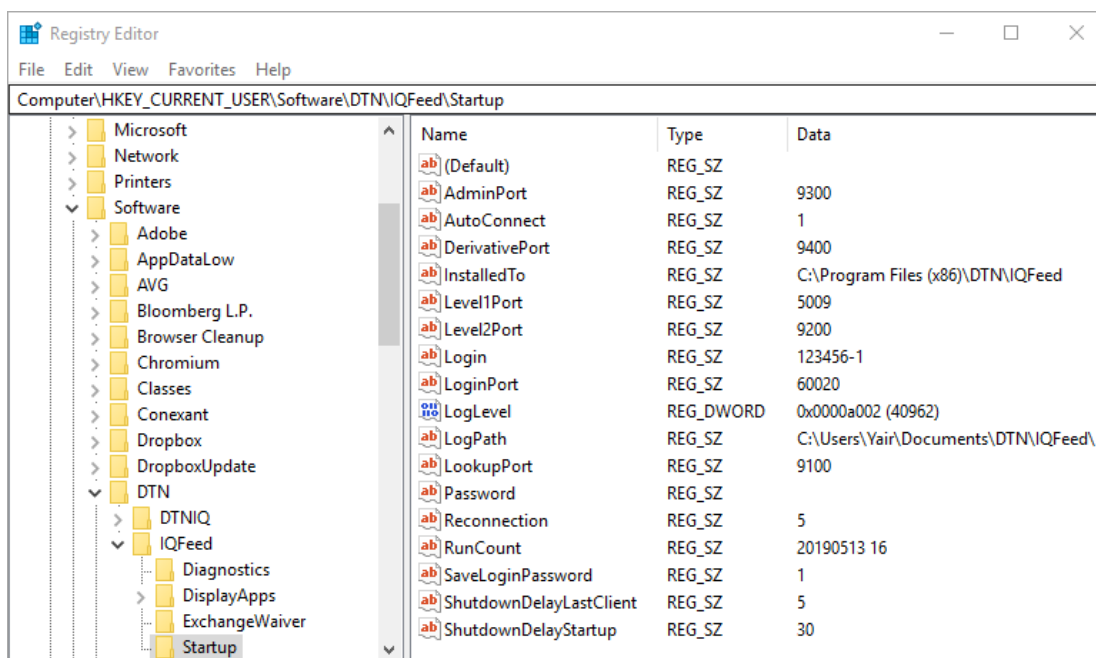 Registry Editor
File Edit View Favorites Help
Computer\HKEY_CURRENT_USER\Software\DTN\IQFeed\Startup
Microsoft
Network
Printers
Software
Adobe
AppDataLow
AVG
Bloomberg L.P.
Browser Cleanup
Chromium
Classes
Conexant
Dropbox
DropboxUpdate
DTN
DTNIQ
IQFeed
Diagnostics
DisplayApps
ExchangeWaiver
Startup
Name Type Data
(Default) REG_SZ
AdminPort REG_SZ 9300
AutoConnect REG_SZ 1
DerivativePort REG_SZ 9400
InstalledTo REG_SZ C:\Program Files (x86)\DTN\IQFeed
Level1Port REG_SZ 5009
Level2Port REG_SZ 9200
Login REG_SZ 123456-1
LoginPort REG_SZ 60020
LogLevel REG_DWORD 0x0000a002 (40962)
LogPath REG_SZ C:\Users\Yair\Documents\DTN\IQFeed\
LookupPort REG_SZ 9100
Password REG_SZ
Reconnection REG_SZ 5
RunCount REG_SZ 20190513 16
SaveLoginPassword REG_SZ 1
ShutdownDelayLastClient REG_SZ 5
ShutdownDelayStartup REG_SZ 30